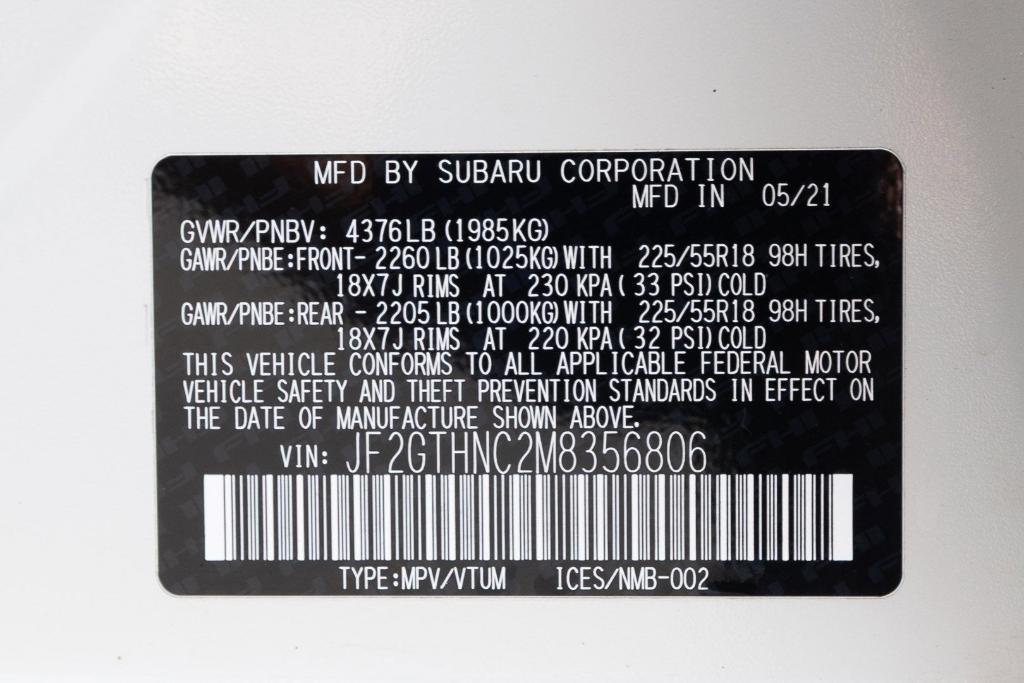 MFD BY SUBARU CORPORATION
MFD IN 05/21
GVWR/PNBV: 4376LB (1985KG)
GAWR/PNBE:FRONT- 2260LB (1025KG) WITH 225/55R18 98H TIRES,
18X7J RIMS AT 230 KPA ( 33 PSI) COLD
GAWR/PNBE:REAR - 2205LB (1000KG) WITH 225/55R18 98H TIRES,
18X7J RIMS AT 220 KPA ( 32 PSI) COLD
THIS VEHICLE CONFORMS TO ALL APPLICABLE FEDERAL MOTOR
VEHICLE SAFETY AND THEFT PREVENTION STANDARDS IN EFFECT ON
THE DATE OF MANUFACTURE SHOWN ABOVE.
VIN: JF2GTHNC2M8356806
TYPE:MPV/VTUM ICES/NMB-002